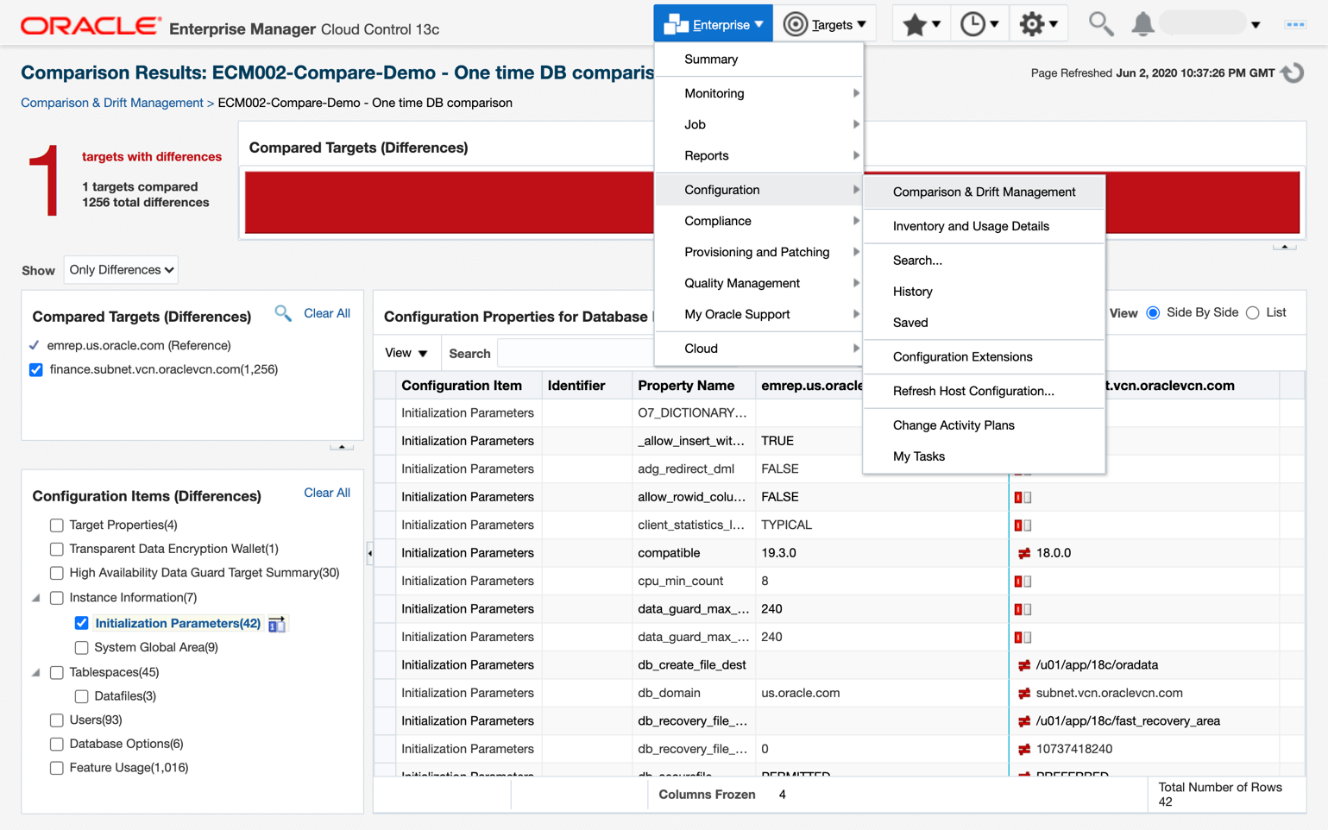 ORACLE® Enterprise Manager Cloud Control 13c
Enterprise
Targets
Comparison Results: ECM002-Compare-Demo - One time DB
Page Refreshed Jun 2, 2020 10:37:26 PM GMT
Comparison & Drift Management > ECM002-Compare-Demo - One time DB comparison
1
targets with differences
1 targets compared
1256 total differences
Compared Targets (Differences)
Summary
Monitoring
Job
Reports
Configuration
Compliance
Provisioning and Patching
Quality Management
My Oracle Support
Cloud
Comparison & Drift Management
Inventory and Usage Details
Search...
History
Saved
Configuration Extensions
Refresh Host Configuration...
Change Activity Plans
My Tasks
Show Only Differences
Compared Targets (Differences) Clear All
emrep.us.oracle.com (Reference)
finance.subnet.vcn.oraclevcn.com(1,256)
Configuration Items (Differences) Clear All
Target Properties(4)
Transparent Data Encryption Wallet(1)
High Availability Data Guard Target Summary(30)
Instance Information(7)
Initialization Parameters(42)
System Global Area(9)
Tablespaces(45)
Datafiles(3)
Users(93)
Database Options(6)
Feature Usage(1,016)
Configuration Properties for Database
View Side By Side List
View Search
Configuration Item Identifier Property Name emrep.us.oracle t.vcn.oraclevcn.com
Initialization Parameters O7_DICTIONARY...
Initialization Parameters _allow_insert_wit... TRUE
Initialization Parameters adg_redirect_dml FALSE
Initialization Parameters allow_rowid_colu... FALSE
Initialization Parameters client_statistics_l... TYPICAL
Initialization Parameters compatible 19.3.0 18.0.0
Initialization Parameters cpu_min_count 8
Initialization Parameters data_guard_max_... 240
Initialization Parameters data_guard_max_... 240
Initialization Parameters db_create_file_dest /u01/app/18c/oradata
Initialization Parameters db_domain us.oracle.com subnet.vcn.oraclevcn.com
Initialization Parameters db_recovery_file_... /u01/app/18c/fast_recovery_area
Initialization Parameters db_recovery_file_... 0 10737418240
Initialization Parameters db_securefile PERMITTED PREFERRED
Columns Frozen 4
Total Number of Rows
42